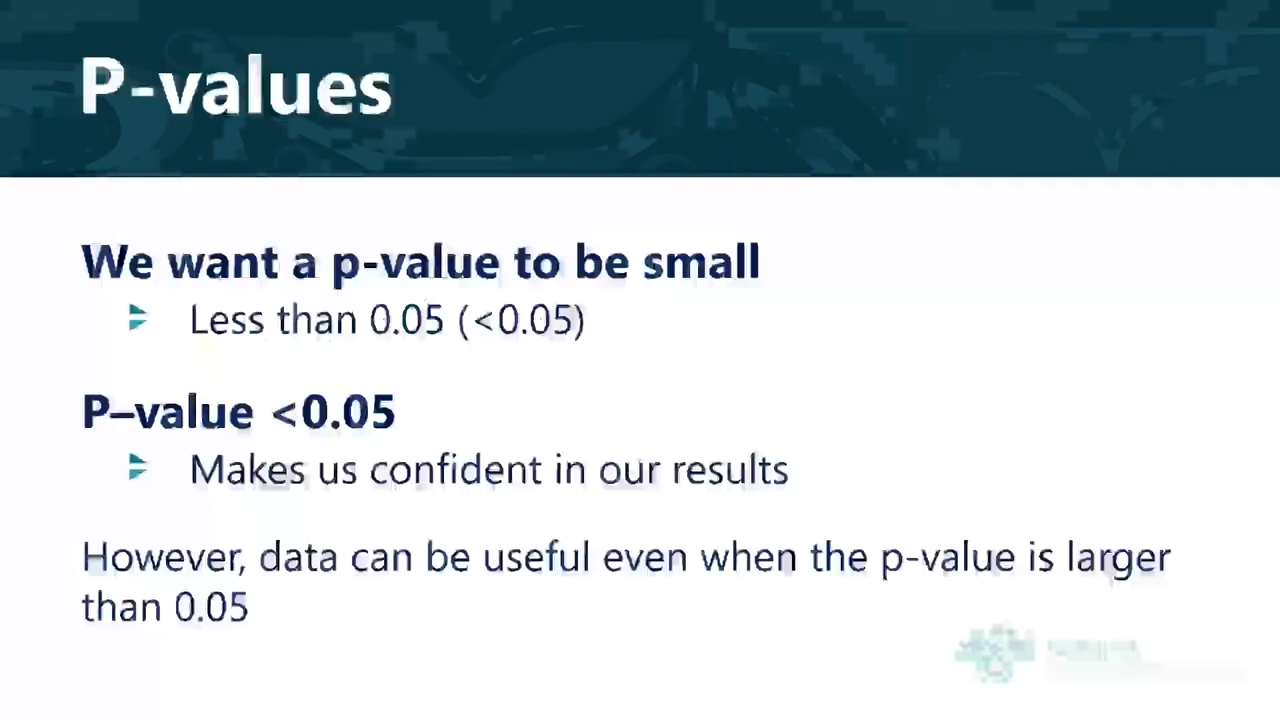 P-values
We want a p-value to be small
Less than 0.05 (<0.05)
P–value <0.05
Makes us confident in our results
However, data can be useful even when the p-value is larger
than 0.05